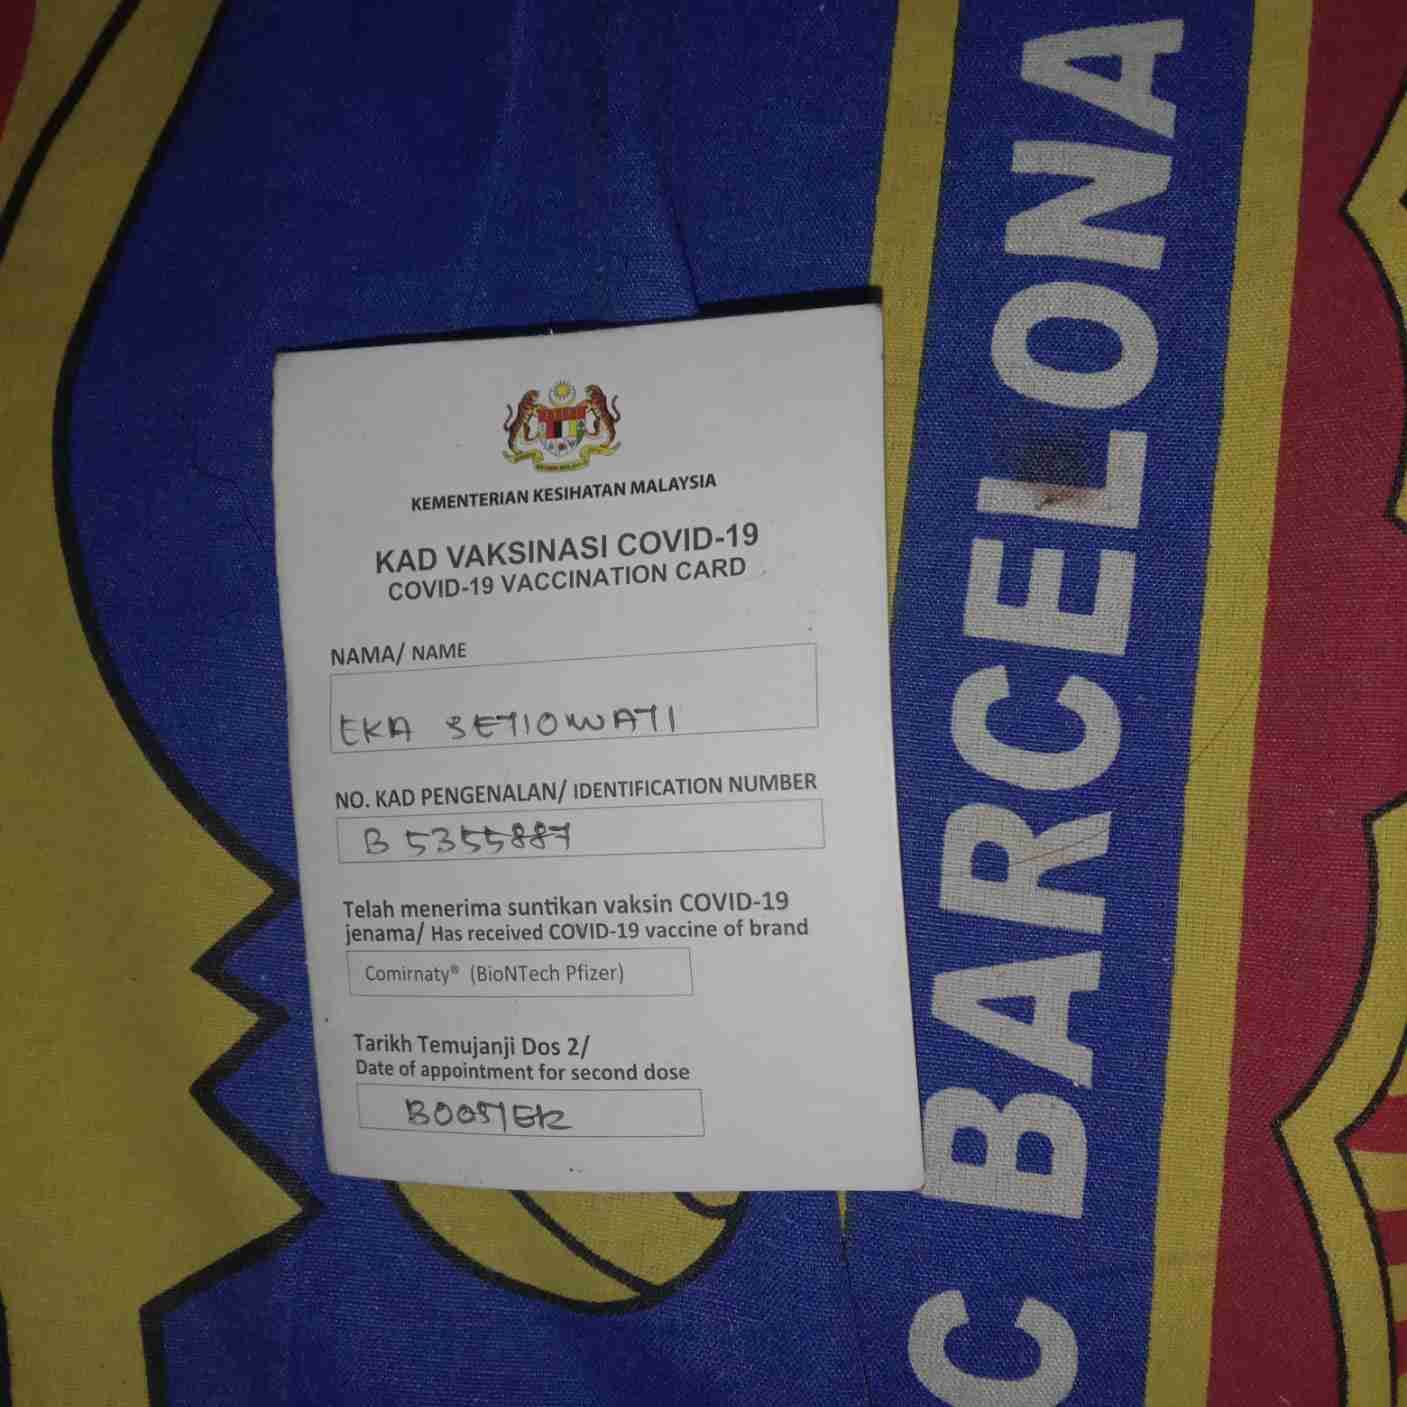 KEMENTERIAN KESIHATAN MALAYSIA
KAD VAKSINASI COVID-19
COVID-19 VACCINATION CARD
NAMA/ NAME
EKA SETIOWATI
NO. KAD PENGENALAN/ IDENTIFICATION NUMBER
B 5355887
Telah menerima suntikan vaksin COVID-19
jenama/ Has received COVID-19 vaccine of brand
Comirnaty® (BioNTech Pfizer)
Tarikh Temujanji Dos 2/
Date of appointment for second dose
BOOSTER
C BARCELONA